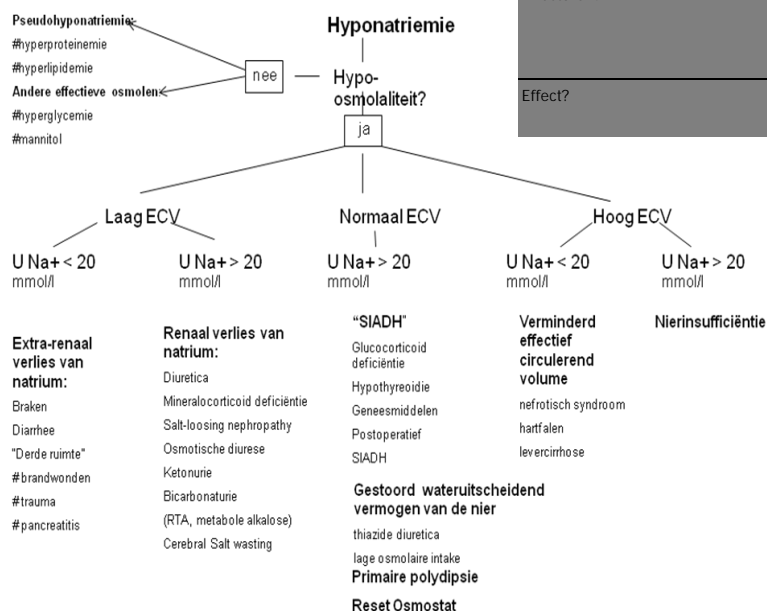 Hyponatriemie
Pseudohyponatriemie:
#hyperproteinemie
#hyperlipidemie
Andere effectieve osmolen:
#hyperglycemie
#mannitol
nee
Hypo-
osmolaliteit?
ja
Effect?
Laag ECV
Normaal ECV
Hoog ECV
U Na+ < 20
mmol/l
U Na+ > 20
mmol/l
U Na+ > 20
mmol/l
U Na+ < 20
mmol/l
U Na+ > 20
mmol/l
Extra-renaal
verlies van
natrium:
Braken
Diarrhee
"Derde ruimte"
#brandwonden
#trauma
#pancreatitis
Renaal verlies van
natrium:
Diuretica
Mineralocorticoid deficiëntie
Salt-loosing nephropathy
Osmotische diurese
Ketonurie
Bicarbonaturie
(RTA, metabole alkalose)
Cerebral Salt wasting
“SIADH”
Glucocorticoid
deficiëntie
Hypothyreoidie
Geneesmiddelen
Postoperatief
SIADH
Gestoord wateruitscheidend
vermogen van de nier
thiazide diuretica
lage osmolaire intake
Primaire polydipsie
Reset Osmostat
Verminderd
effectief
circulerend
volume
nefrotisch syndroom
hartfalen
levercirrhose
Nierinsufficiëntie